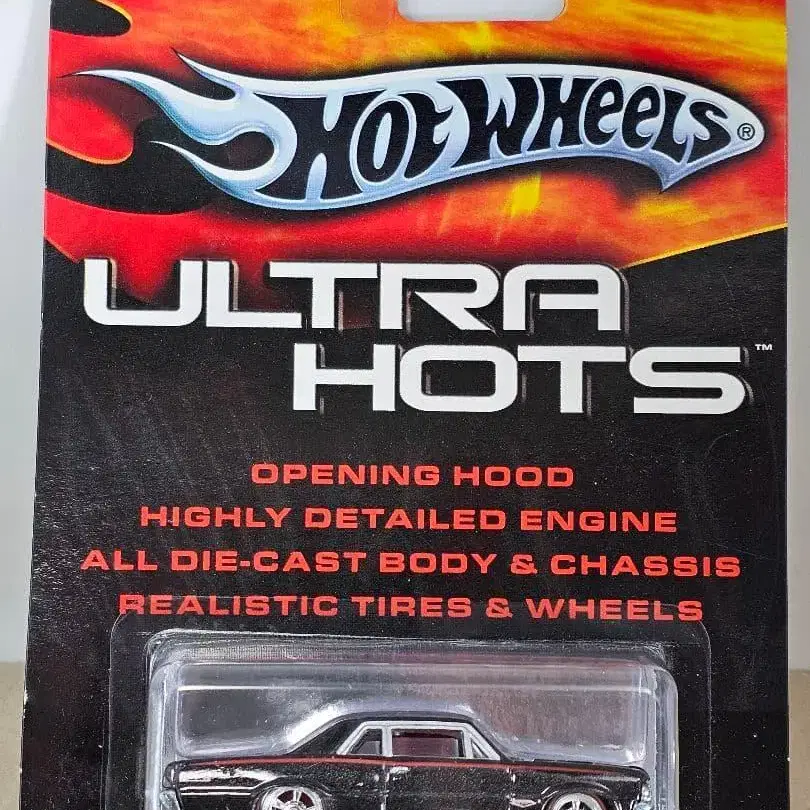 HOT WHEELS®
ULTRA
HOTS™
OPENING HOOD
HIGHLY DETAILED ENGINE
ALL DIE-CAST BODY & CHASSIS
REALISTIC TIRES & WHEELS